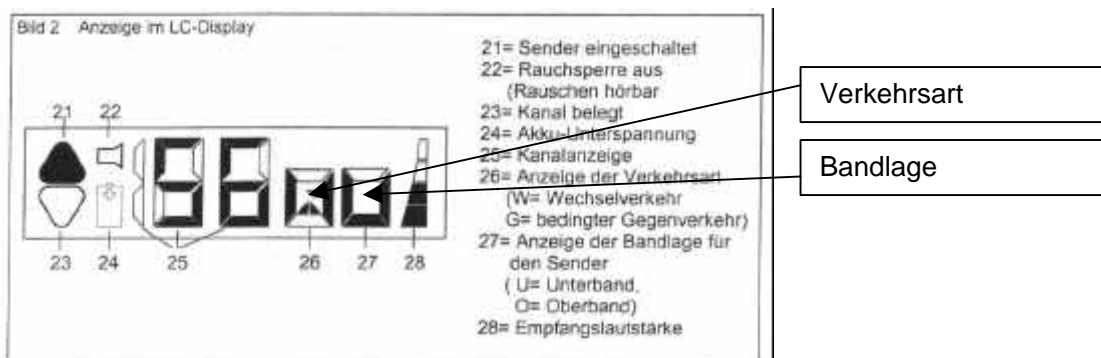 Bild 2 Anzeige im LC-Display
21= Sender eingeschaltet
22= Rauchsperre aus
(Rauschen hörbar
23= Kanal belegt
24= Akku-Unterspannung
25= Kanalanzeige
26= Anzeige der Verkehrsart
(W= Wechselverkehr
G= bedingter Gegenverkehr)
27= Anzeige der Bandlage für
den Sender
( U= Unterband,
O= Oberband)
28= Empfangslautstärke
21 22
96 W U
23 24 25 26 27 28
Verkehrsart
Bandlage